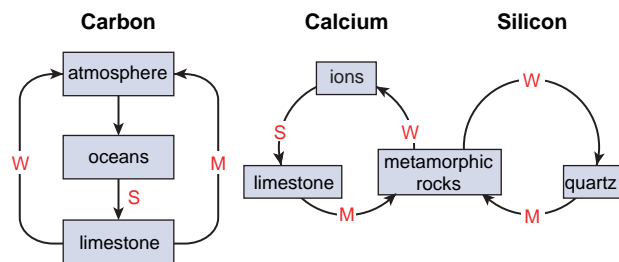 Carbon
atmosphere
W
oceans
M
S
limestone
Calcium
ions
S
W
limestone
metamorphic
rocks
M
Silicon
W
quartz
M